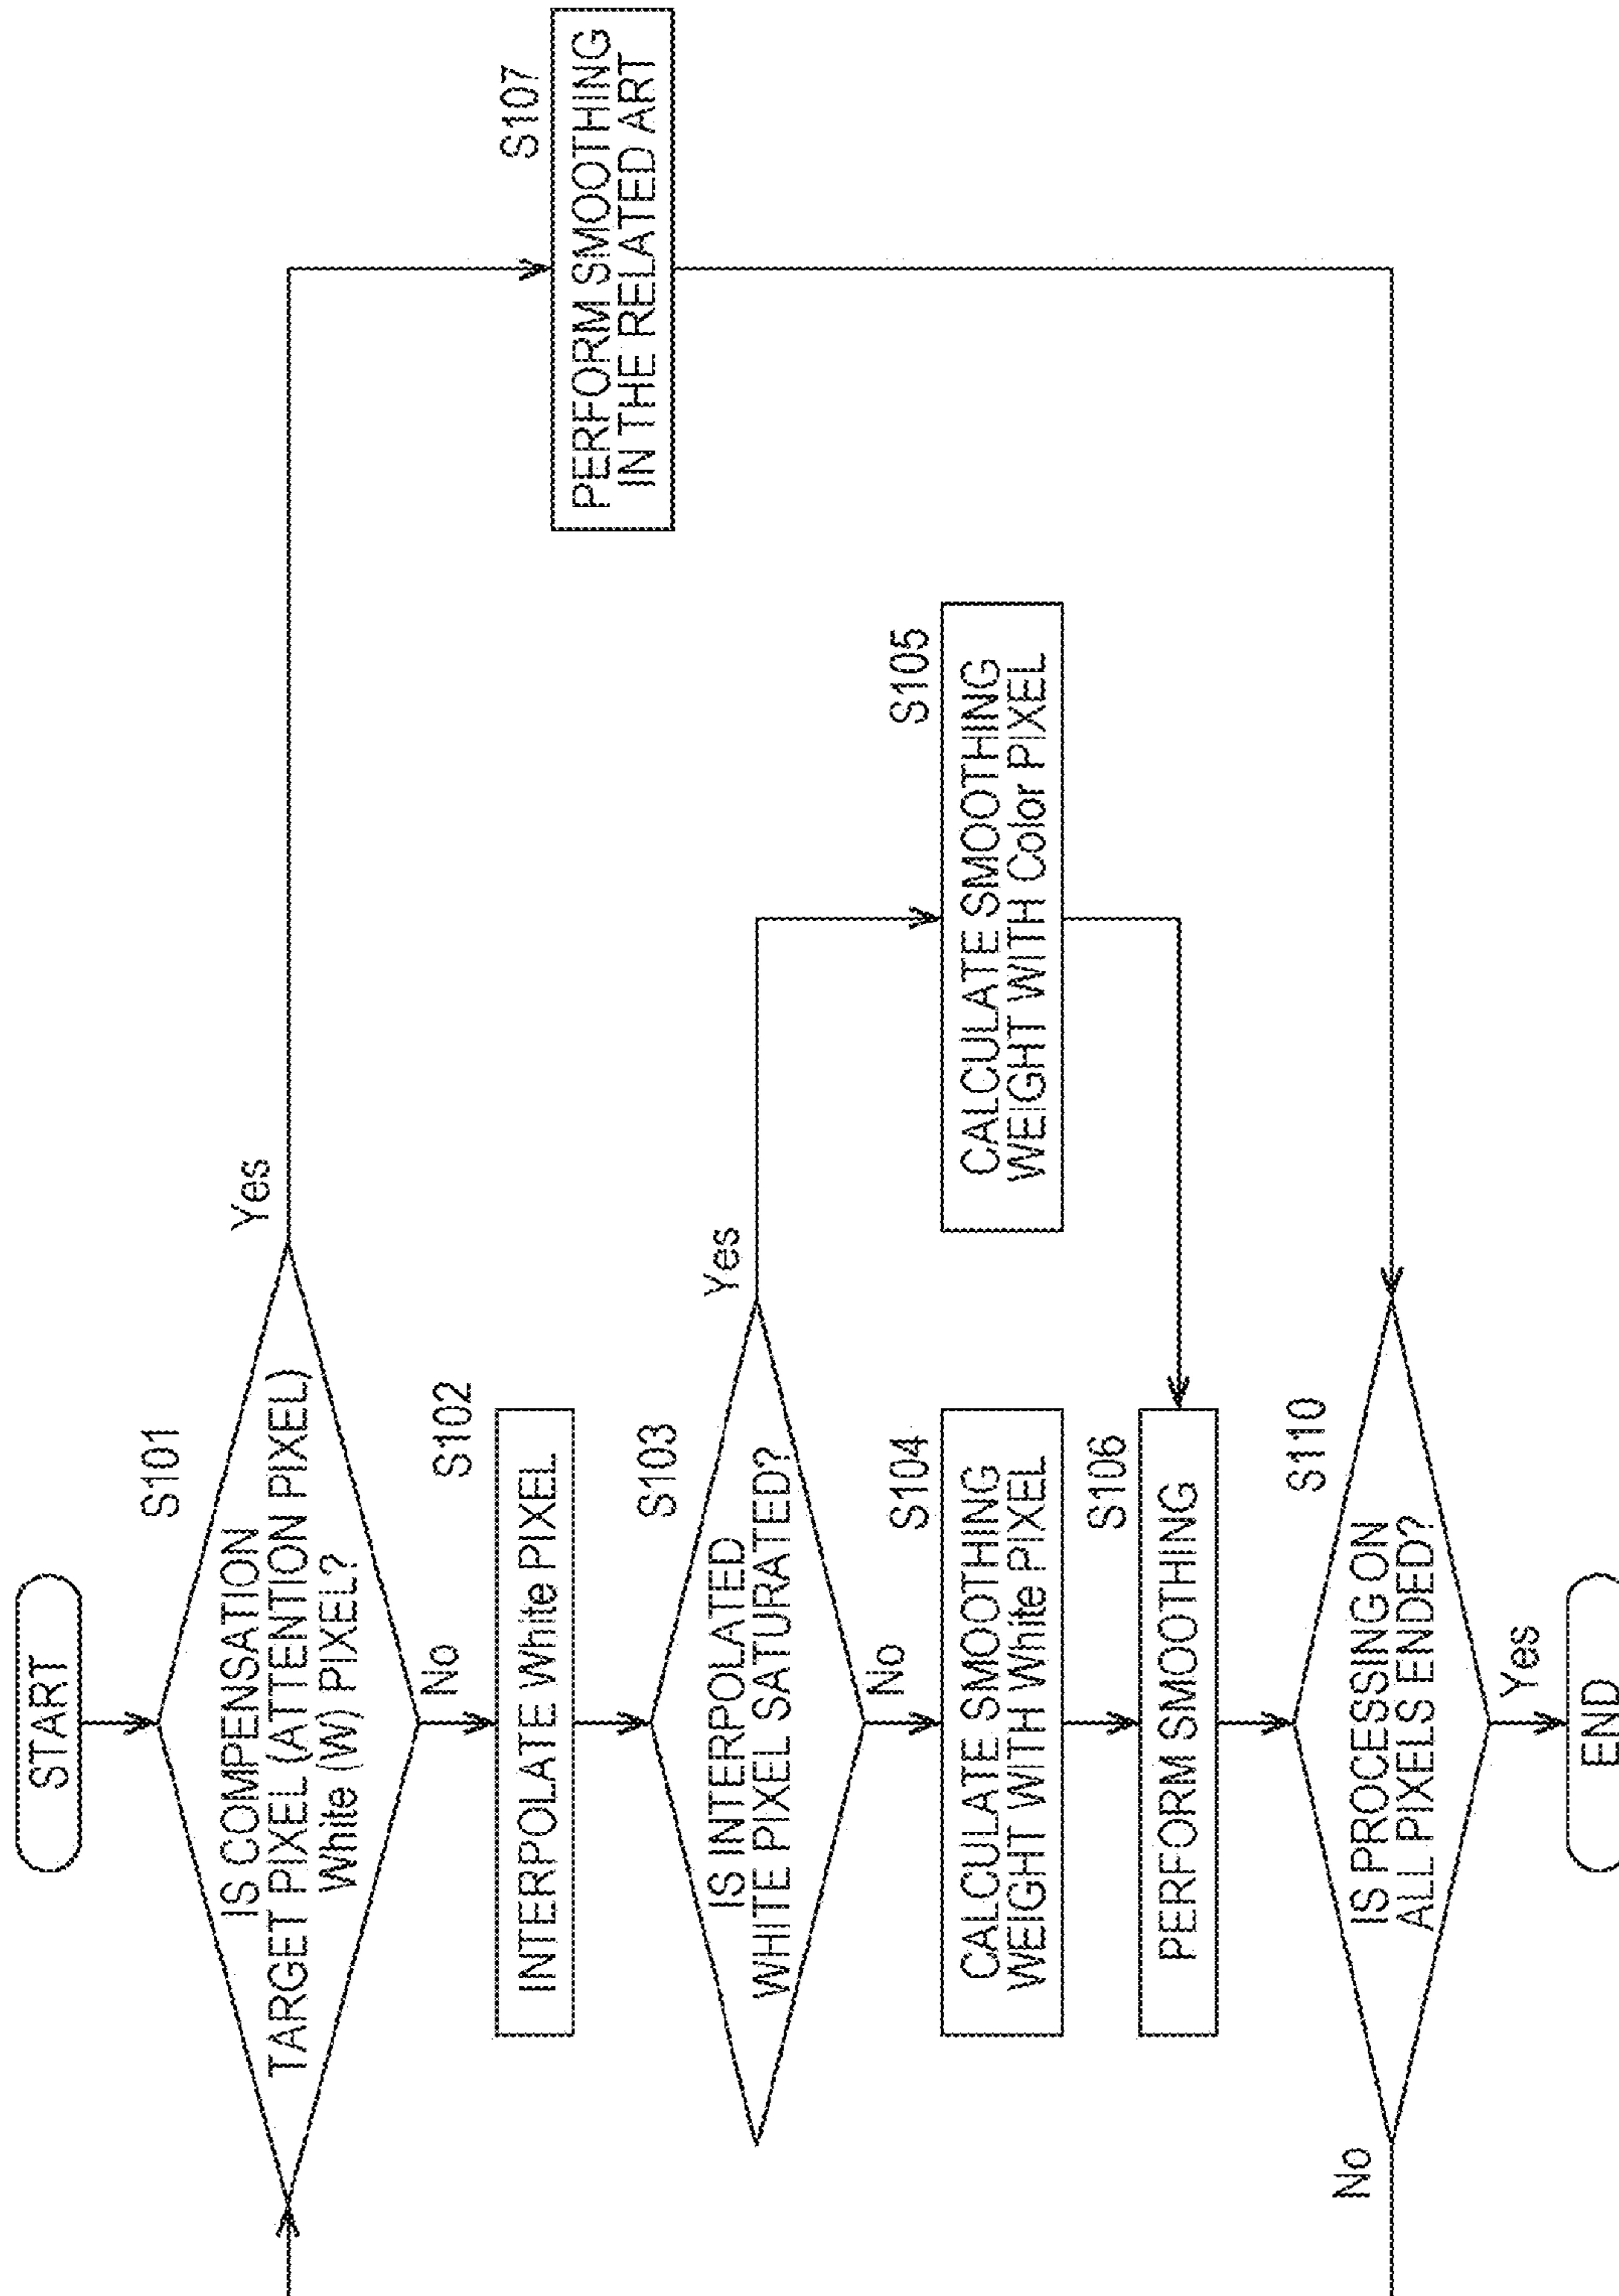 START
S101
IS COMPENSATION
TARGET PIXEL (ATTENTION PIXEL)
White (W) PIXEL?
Yes
No
S102
INTERPOLATE White PIXEL
S103
IS INTERPOLATED
WHITE PIXEL SATURATED?
Yes
No
S104
CALCULATE SMOOTHING
WEIGHT WITH White PIXEL
S105
CALCULATE SMOOTHING
WEIGHT WITH Color PIXEL
S106
PERFORM SMOOTHING
S107
PERFORM SMOOTHING
IN THE RELATED ART
S110
IS PROCESSING ON
ALL PIXELS ENDED?
No
Yes
END